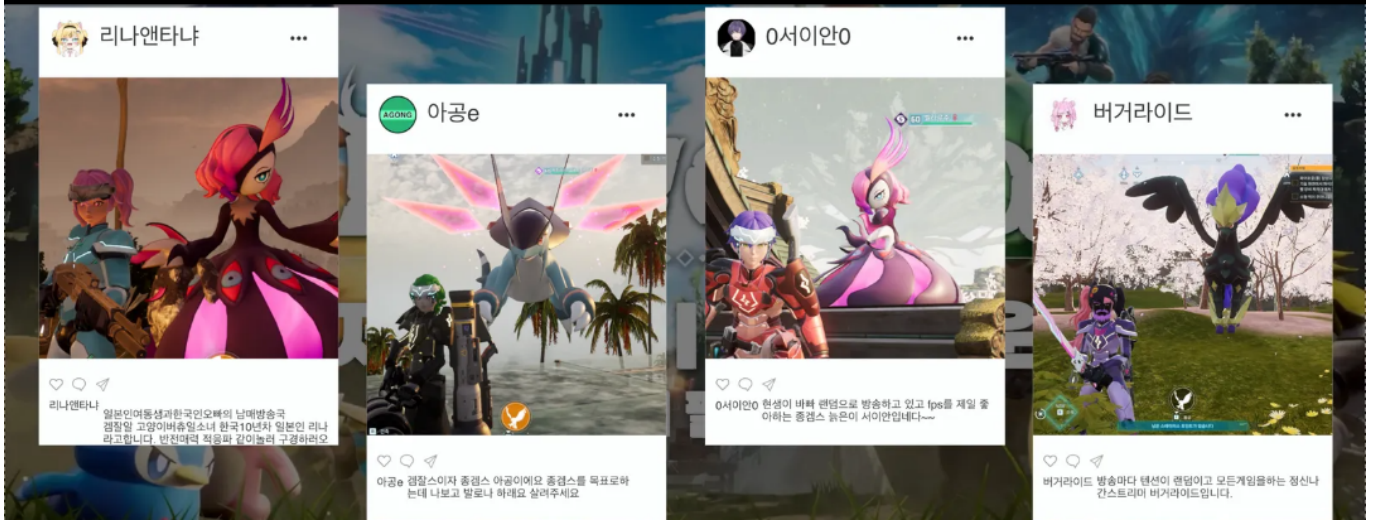 리나앤타냐
리나앤타냐
일본인여동생과한국인오빠의 남매방송국
겜잘알 고양이버츄얼소녀 한국10년차 일본인 리나
라고합니다. 반전매력 적응파 같이놀러 구경하러오
AGONG
아공e
아공e 겜잘스이자 종겜스 아공이에요 종겜스를 목표로하
는데 나보고 발로나 하래요 살려주세요
0서이안0
60
0서이안0 현생이 바빠 랜덤으로 방송하고 있고 fps를 제일 좋
아하는 종겜스 늙은이 서이안입네다~~
버거라이드
버거라이드 방송마다 텐션이 랜덤이고 모든게임을하는 정신나
간스트리머 버거라이드입니다.